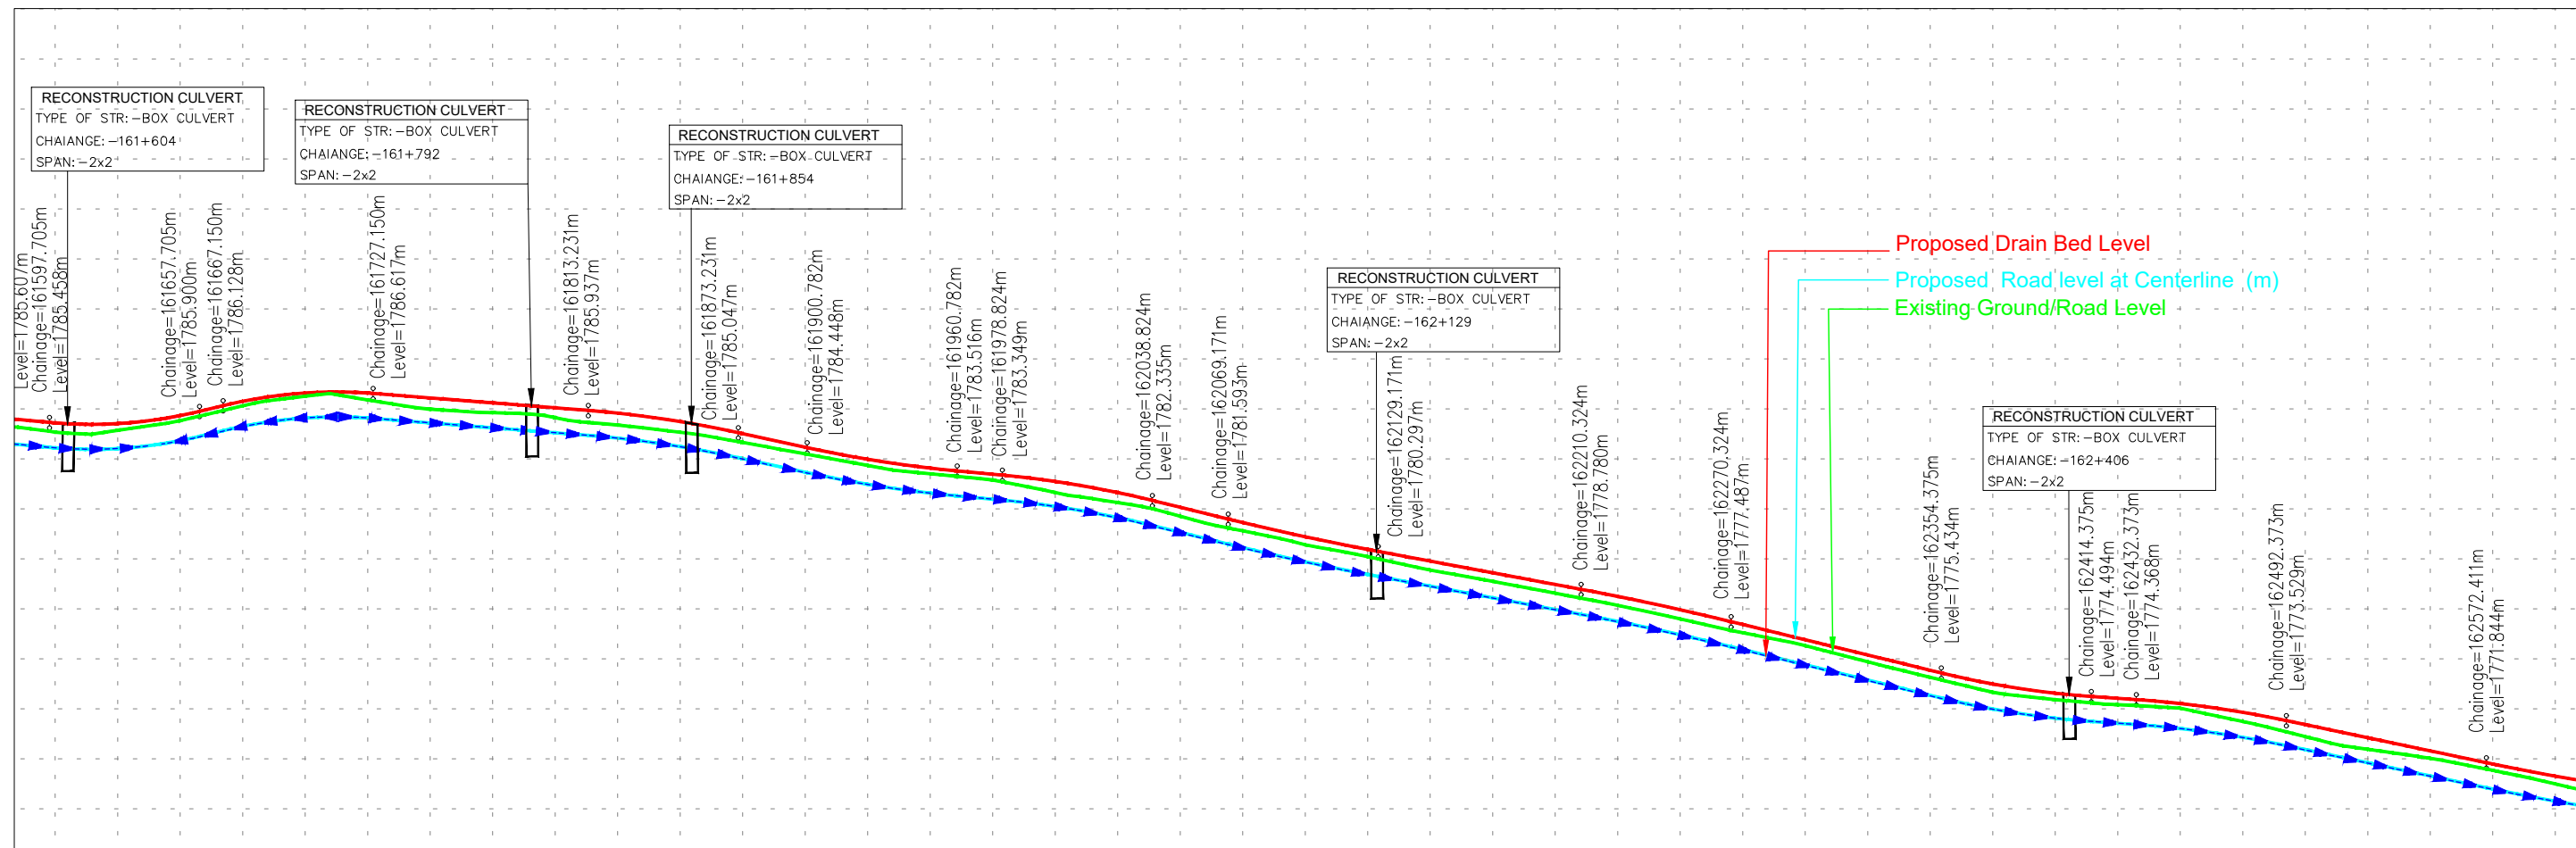 RECONSTRUCTION CULVERT
TYPE OF STR:-BOX CULVERT
CHAIANGE:-161+604
SPAN:-2x2
RECONSTRUCTION CULVERT
TYPE OF STR:-BOX CULVERT
CHAIANGE:-161+792
SPAN:-2x2
RECONSTRUCTION CULVERT
TYPE OF STR:-BOX CULVERT
CHAIANGE:-161+854
SPAN:-2x2
RECONSTRUCTION CULVERT
TYPE OF STR:-BOX CULVERT
CHAIANGE:-162+129
SPAN:-2x2
RECONSTRUCTION CULVERT
TYPE OF STR:-BOX CULVERT
CHAIANGE:-162+406
SPAN:-2x2
Proposed Drain Bed Level
Proposed Road level at Centerline (m)
Existing Ground/Road Level
Level=1785.607m
Chainage=161597.705m
Level=1785.458m
Chainage=161657.705m
Level=1785.900m
Chainage=161667.150m
Level=1786.128m
Chainage=161727.150m
Level=1786.617m
Chainage=161813.231m
Level=1785.937m
Chainage=161873.231m
Level=1785.047m
Chainage=161900.782m
Level=1784.448m
Chainage=161960.782m
Level=1783.516m
Chainage=161978.824m
Level=1783.349m
Chainage=162038.824m
Level=1782.335m
Chainage=162069.171m
Level=1781.593m
Chainage=162129.171m
Level=1780.297m
Chainage=162210.324m
Level=1778.780m
Chainage=162270.324m
Level=1777.487m
Chainage=162354.375m
Level=1775.434m
Chainage=162414.375m
Level=1774.494m
Chainage=162432.373m
Level=1774.368m
Chainage=162492.373m
Level=1773.529m
Chainage=162572.411m
Level=1771.844m